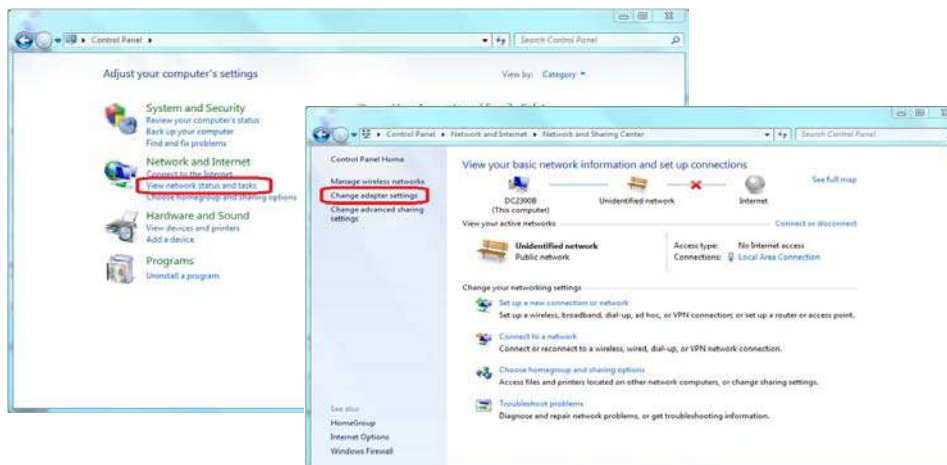 Control Panel
Search Control Panel
Adjust your computer's settings
View by: Category
System and Security
Review your computer's status
Back up your computer
Find and fix problems
Network and Internet
Connect to the Internet
View network status and tasks
Choose homegroup and sharing options
Hardware and Sound
View devices and printers
Add a device
Programs
Uninstall a program
Control Panel Network and Internet Network and Sharing Center
Search Control Panel
Control Panel Home
Manage wireless networks
Change adapter settings
Change advanced sharing
settings
See also
HomeGroup
Internet Options
Windows Firewall
View your basic network information and set up connections
See full map
DC2300B
(This computer)
Unidentified network
Internet
View your active networks
Connect or disconnect
Unidentified network
Public network
Access type: No Internet access
Connections: Local Area Connection
Change your networking settings
Set up a new connection or network
Set up a wireless, broadband, dial-up, ad hoc, or VPN connection; or set up a router or access point.
Connect to a network
Connect or reconnect to a wireless, wired, dial-up, or VPN network connection.
Choose homegroup and sharing options
Access files and printers located on other network computers, or change sharing settings.
Troubleshoot problems
Diagnose and repair network problems, or get troubleshooting information.